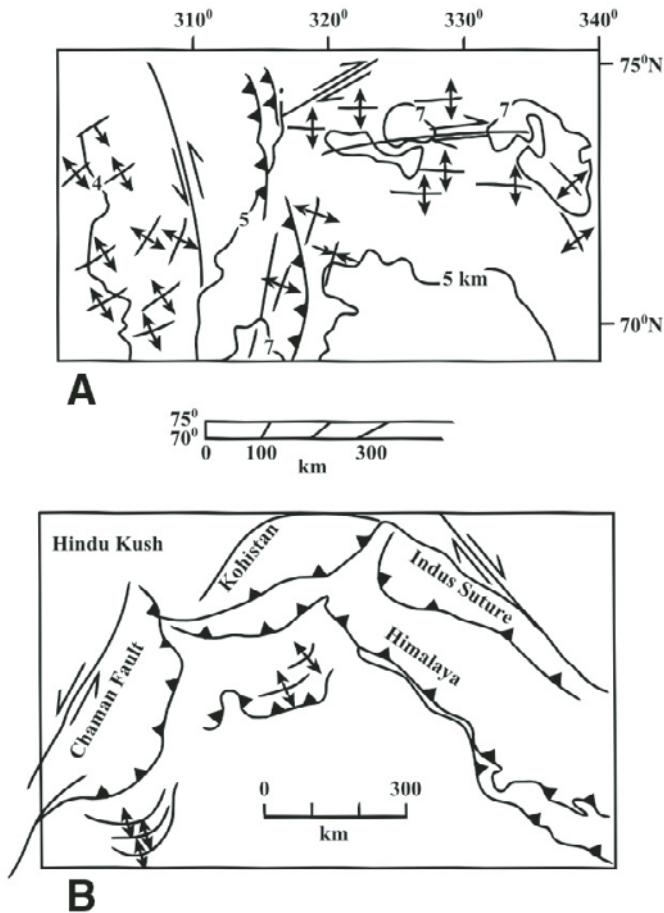 310⁰ 320⁰ 330⁰ 340⁰
75⁰N
7 7
4
5
5 km
70⁰N
7
A
75⁰
70⁰
0 100 300
km
Hindu Kush
Kohistan
Indus Suture
Himalaya
Chaman Fault
0 300
km
B